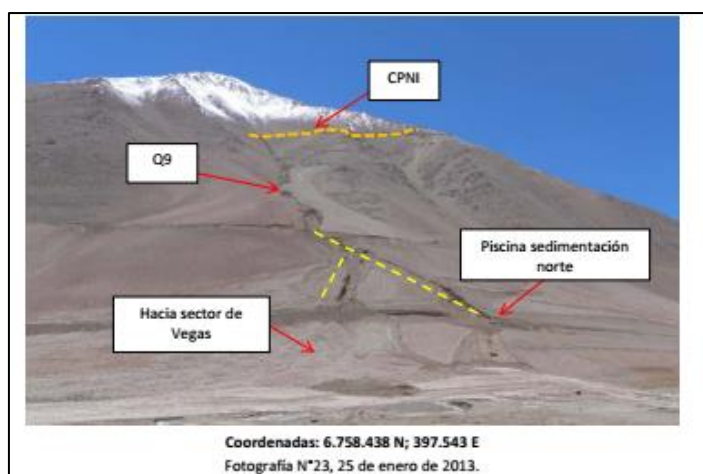 CPNI
Q9
Piscina sedimentación
norte
Hacia sector de
Vegas
Coordenadas: 6.758.438 N; 397.543 E
Fotografía N°23, 25 de enero de 2013.